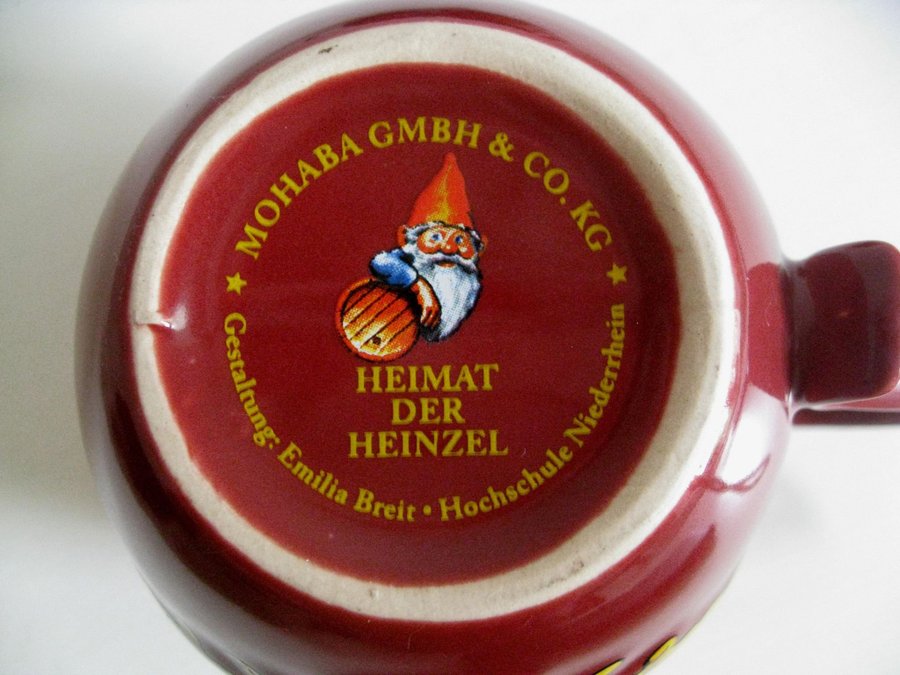 MOHABA GMBH & CO. KG
HEIMAT
DER
HEINZEL
Gestaltung: Emilia Breit • Hochschule Niederrhein